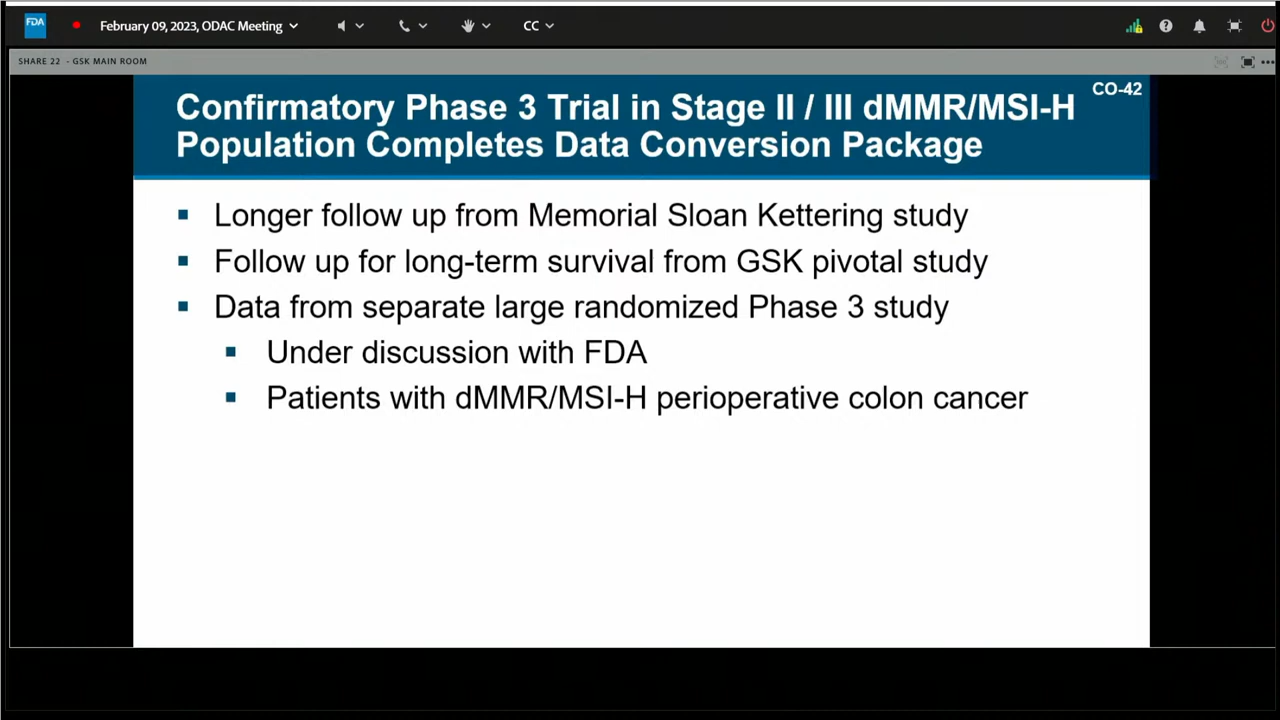 FDA
February 09, 2023, ODAC Meeting
CC
SHARE 22 - GSK MAIN ROOM
CO-42
Confirmatory Phase 3 Trial in Stage II / III dMMR/MSI-H
Population Completes Data Conversion Package
Longer follow up from Memorial Sloan Kettering study
Follow up for long-term survival from GSK pivotal study
Data from separate large randomized Phase 3 study
Under discussion with FDA
Patients with dMMR/MSI-H perioperative colon cancer